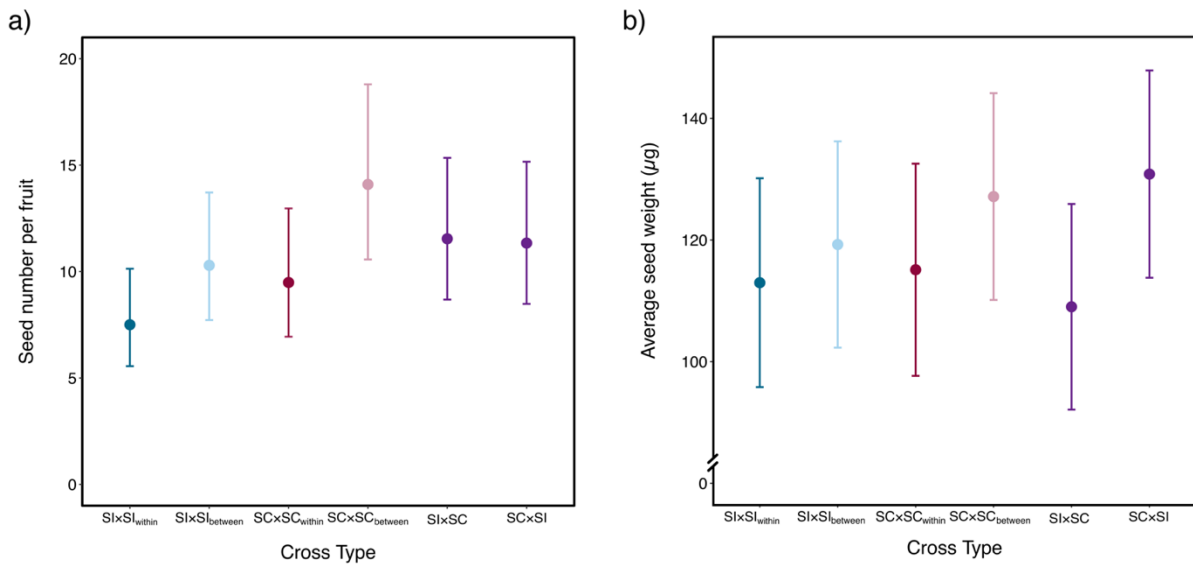 a)
Seed number per fruit
20
15
10
5
0
SI×SIwithin SI×SIbetween SC×SCwithin SC×SCbetween SI×SC SC×SI
Cross Type
b)
Average seed weight (µg)
140
120
100
0
SI×SIwithin SI×SIbetween SC×SCwithin SC×SCbetween SI×SC SC×SI
Cross Type